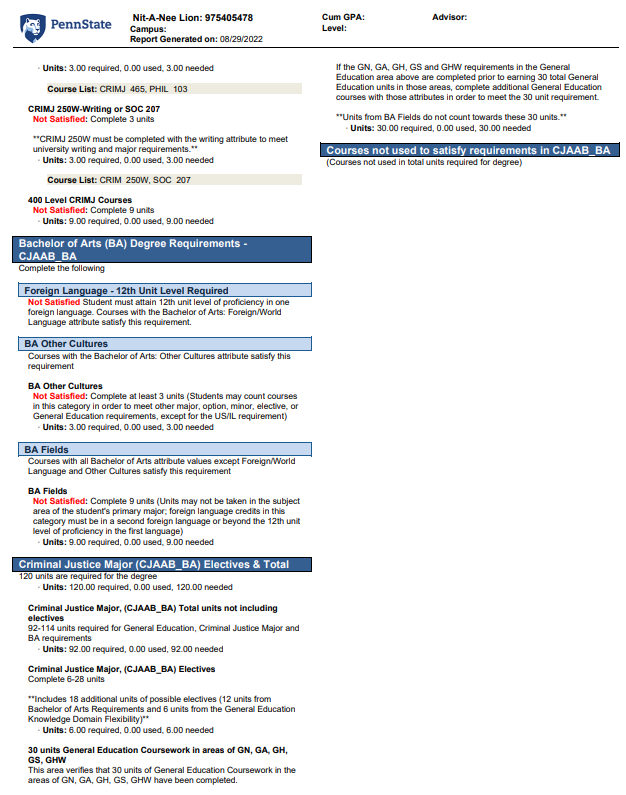 PennState
Nit-A-Nee Lion: 975405478
Campus:
Report Generated on: 08/29/2022
Cum GPA:
Level:
Advisor:
· Units: 3.00 required, 0.00 used, 3.00 needed
Course List: CRIMJ 465, PHIL 103
CRIMJ 250W-Writing or SOC 207
Not Satisfied: Complete 3 units
**CRIMJ 250W must be completed with the writing attribute to meet
university writing and major requirements.**
· Units: 3.00 required, 0.00 used, 3.00 needed
Course List: CRIM 250W, SOC 207
400 Level CRIMJ Courses
Not Satisfied: Complete 9 units
· Units: 9.00 required, 0.00 used, 9.00 needed
Bachelor of Arts (BA) Degree Requirements -
CJAAB_BA
Complete the following
Foreign Language - 12th Unit Level Required
Not Satisfied Student must attain 12th unit level of proficiency in one
foreign language. Courses with the Bachelor of Arts: Foreign/World
Language attribute satisfy this requirement.
BA Other Cultures
Courses with the Bachelor of Arts: Other Cultures attribute satisfy this
requirement
BA Other Cultures
Not Satisfied: Complete at least 3 units (Students may count courses
in this category in order to meet other major, option, minor, elective, or
General Education requirements, except for the US/IL requirement)
· Units: 3.00 required, 0.00 used, 3.00 needed
BA Fields
Courses with all Bachelor of Arts attribute values except Foreign/World
Language and Other Cultures satisfy this requirement
BA Fields
Not Satisfied: Complete 9 units (Units may not be taken in the subject
area of the student's primary major; foreign language credits in this
category must be in a second foreign language or beyond the 12th unit
level of proficiency in the first language)
· Units: 9.00 required, 0.00 used, 9.00 needed
Criminal Justice Major (CJAAB_BA) Electives & Total
120 units are required for the degree
· Units: 120.00 required, 0.00 used, 120.00 needed
Criminal Justice Major, (CJAAB_BA) Total units not including
electives
92-114 units required for General Education, Criminal Justice Major and
BA requirements
· Units: 92.00 required, 0.00 used, 92.00 needed
Criminal Justice Major, (CJAAB_BA) Electives
Complete 6-28 units
**Includes 18 additional units of possible electives (12 units from
Bachelor of Arts Requirements and 6 units from the General Education
Knowledge Domain Flexibility)**
· Units: 6.00 required, 0.00 used, 6.00 needed
30 units General Education Coursework in areas of GN, GA, GH,
GS, GHW
This area verifies that 30 units of General Education Coursework in the
areas of GN, GA, GH, GS, GHW have been completed.
If the GN, GA, GH, GS and GHW requirements in the General
Education area above are completed prior to earning 30 total General
Education units in those areas, complete additional General Education
courses with those attributes in order to meet the 30 unit requirement.
**Units from BA Fields do not count towards these 30 units.**
· Units: 30.00 required, 0.00 used, 30.00 needed
Courses not used to satisfy requirements in CJAAB_BA
(Courses not used in total units required for degree)